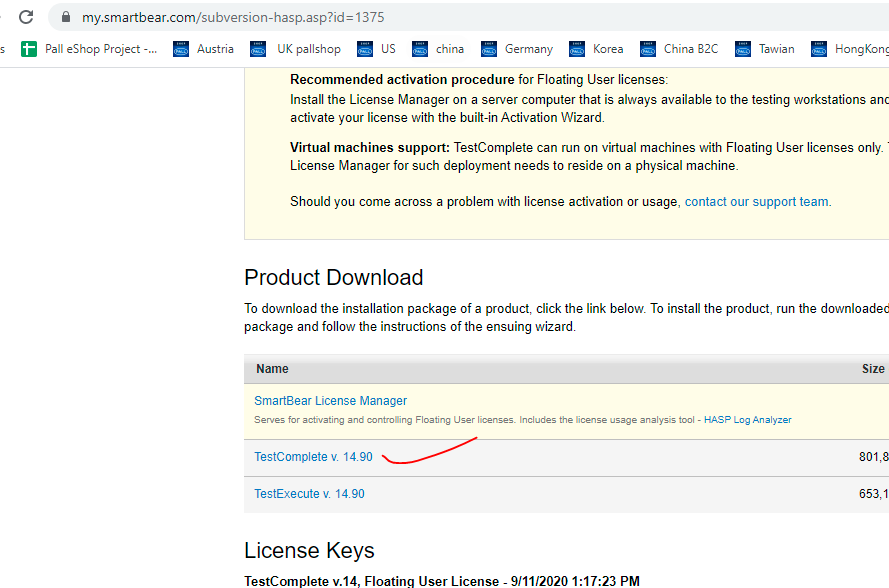 my.smartbear.com/subversion-hasp.asp?id=1375
s Pall eShop Project -... Austria UK pallshop US china Germany Korea China B2C Tawian HongKong
Recommended activation procedure for Floating User licenses:
Install the License Manager on a server computer that is always available to the testing workstations and
activate your license with the built-in Activation Wizard.
Virtual machines support: TestComplete can run on virtual machines with Floating User licenses only.
License Manager for such deployment needs to reside on a physical machine.
Should you come across a problem with license activation or usage, contact our support team.
Product Download
To download the installation package of a product, click the link below. To install the product, run the downloaded
package and follow the instructions of the ensuing wizard.
Name Size
SmartBear License Manager
Serves for activating and controlling Floating User licenses. Includes the license usage analysis tool - HASP Log Analyzer
TestComplete v. 14.90 801,8
TestExecute v. 14.90 653,1
License Keys
TestComplete v.14, Floating User License - 9/11/2020 1:17:23 PM